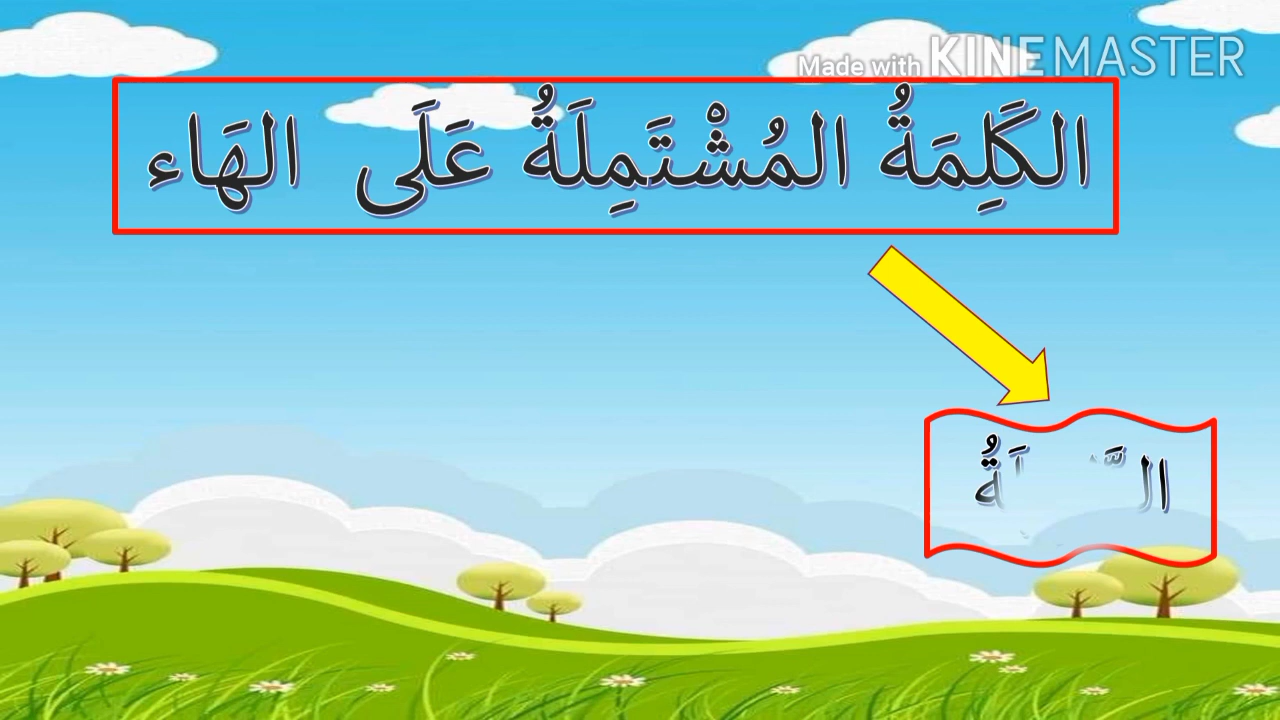 Made with KINEMASTER
الكَلِمَةُ المُشْتَمِلَةُ عَلَى الهَاء